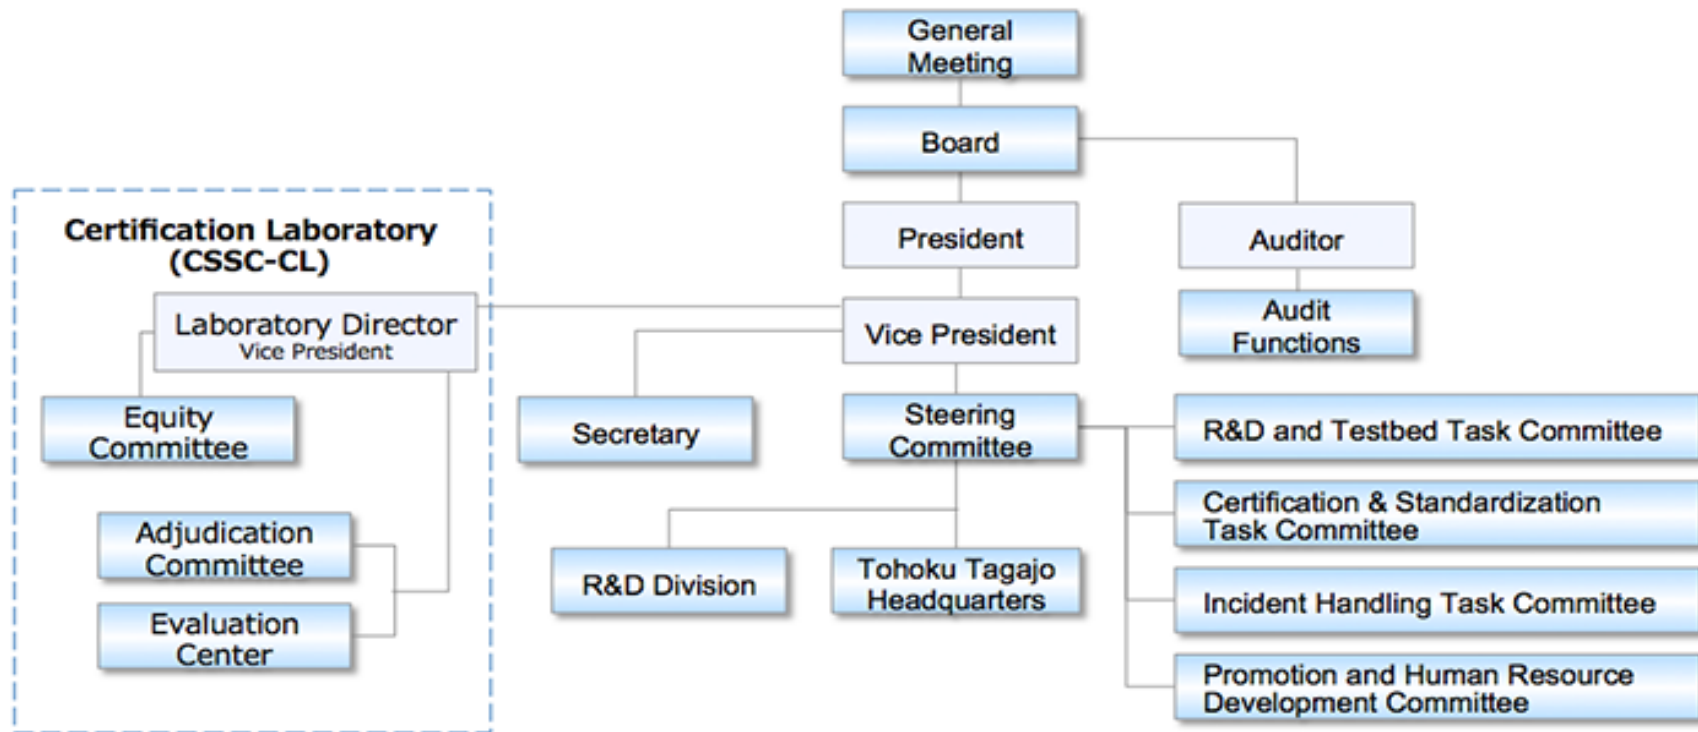 General
Meeting
Board
President
Auditor
Certification Laboratory
(CSSC-CL)
Laboratory Director
Vice President
Vice President
Audit
Functions
Equity
Committee
Secretary
Steering
Committee
R&D and Testbed Task Committee
Adjudication
Committee
Certification & Standardization
Task Committee
R&D Division
Tohoku Tagajo
Headquarters
Incident Handling Task Committee
Evaluation
Center
Promotion and Human Resource
Development Committee